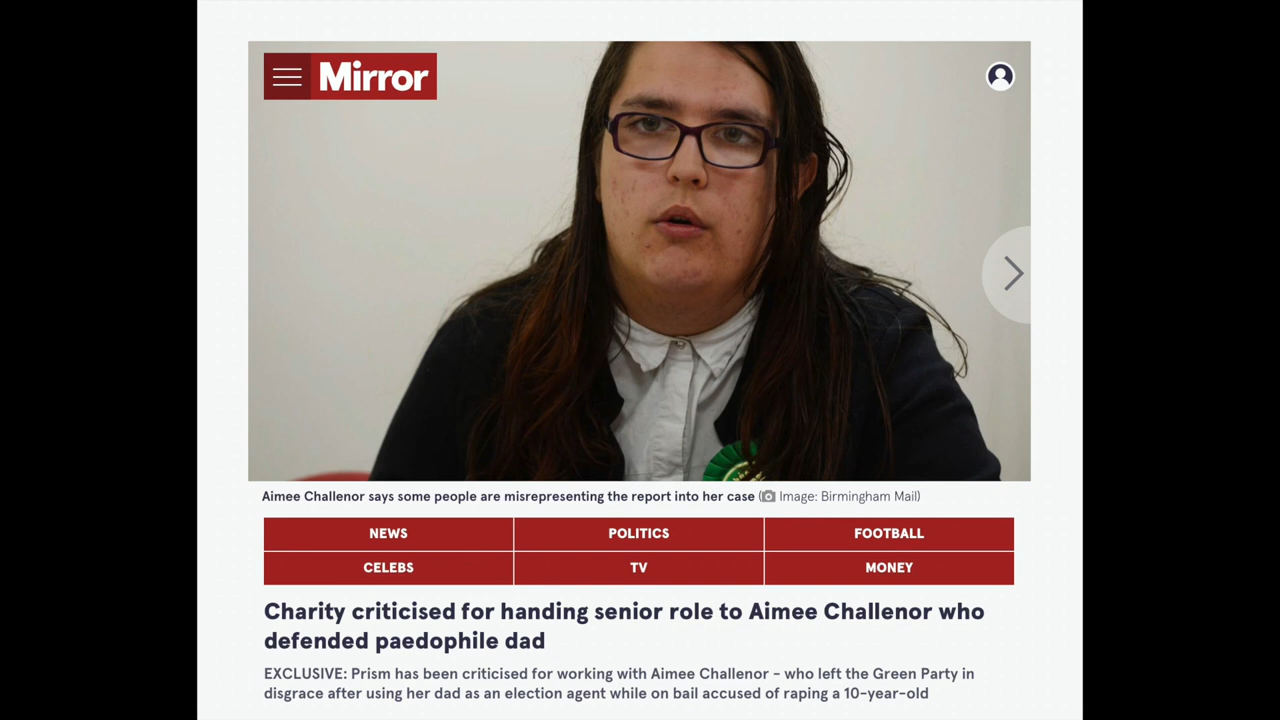 Mirror
Aimee Challenor says some people are misrepresenting the report into her case ( Image: Birmingham Mail)
NEWS POLITICS FOOTBALL
CELEBS TV MONEY
Charity criticised for handing senior role to Aimee Challenor who
defended paedophile dad
EXCLUSIVE: Prism has been criticised for working with Aimee Challenor - who left the Green Party in
disgrace after using her dad as an election agent while on bail accused of raping a 10-year-old